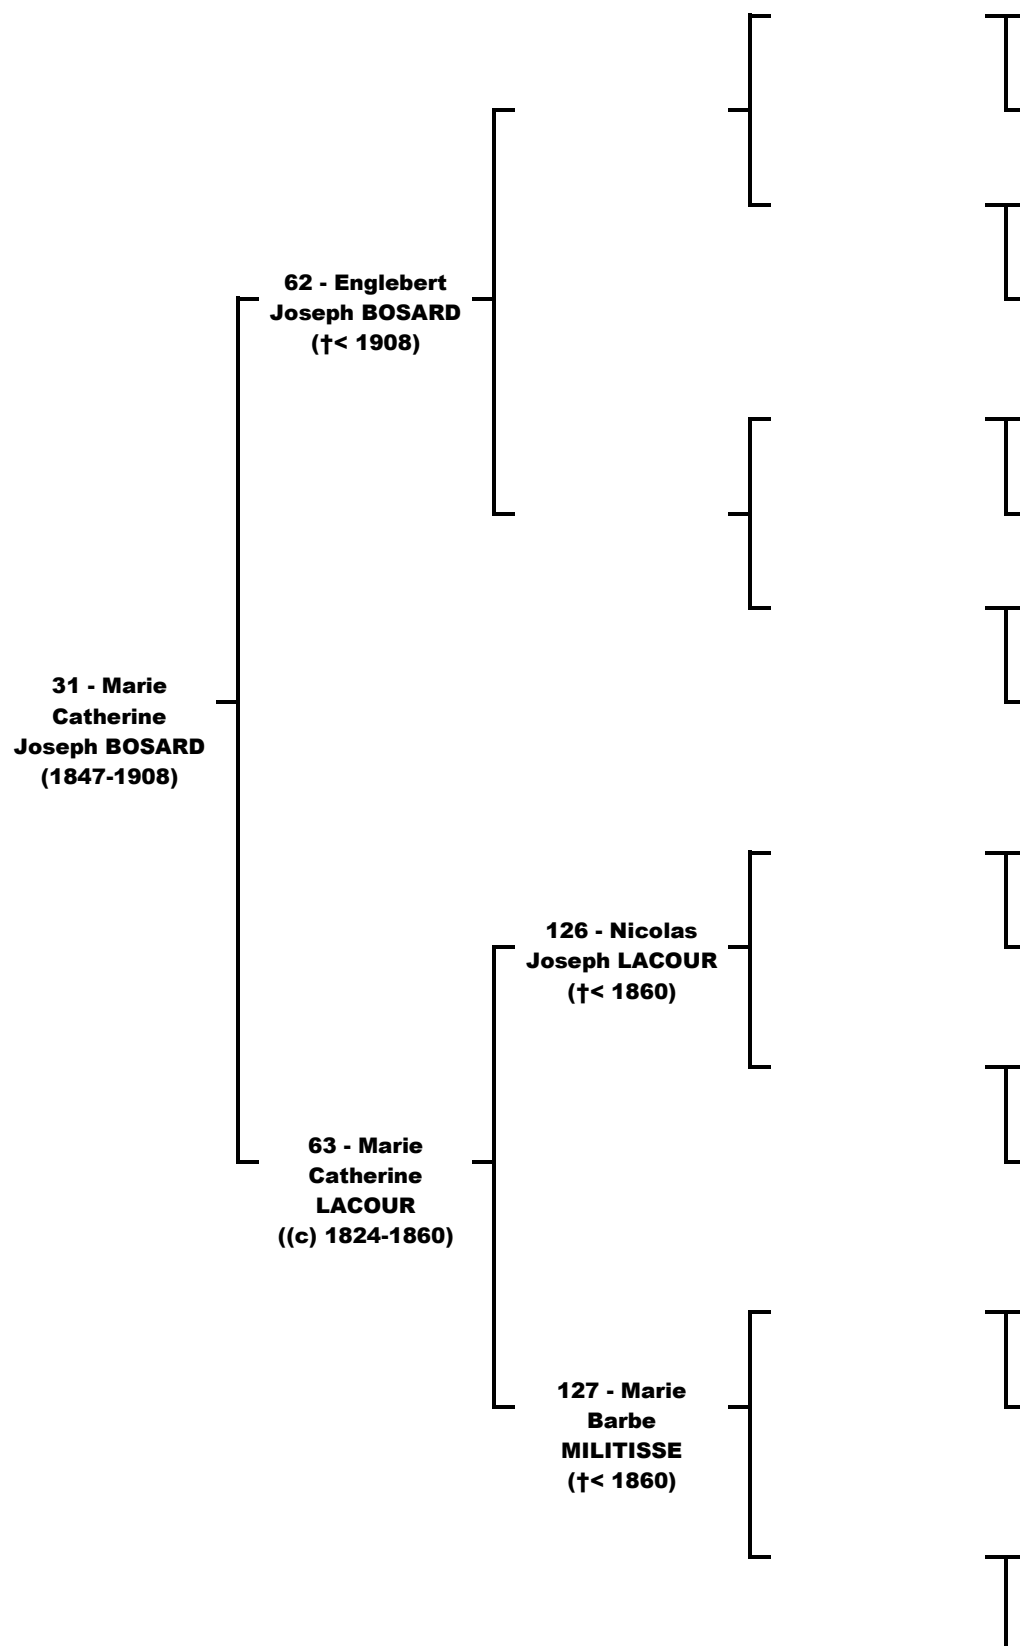 62 - Englebert
Joseph BOSARD
(†< 1908)
31 - Marie
Catherine
Joseph BOSARD
(1847-1908)
126 - Nicolas
Joseph LACOUR
(†< 1860)
63 - Marie
Catherine
LACOUR
((c) 1824-1860)
127 - Marie
Barbe
MILITISSE
(†< 1860)